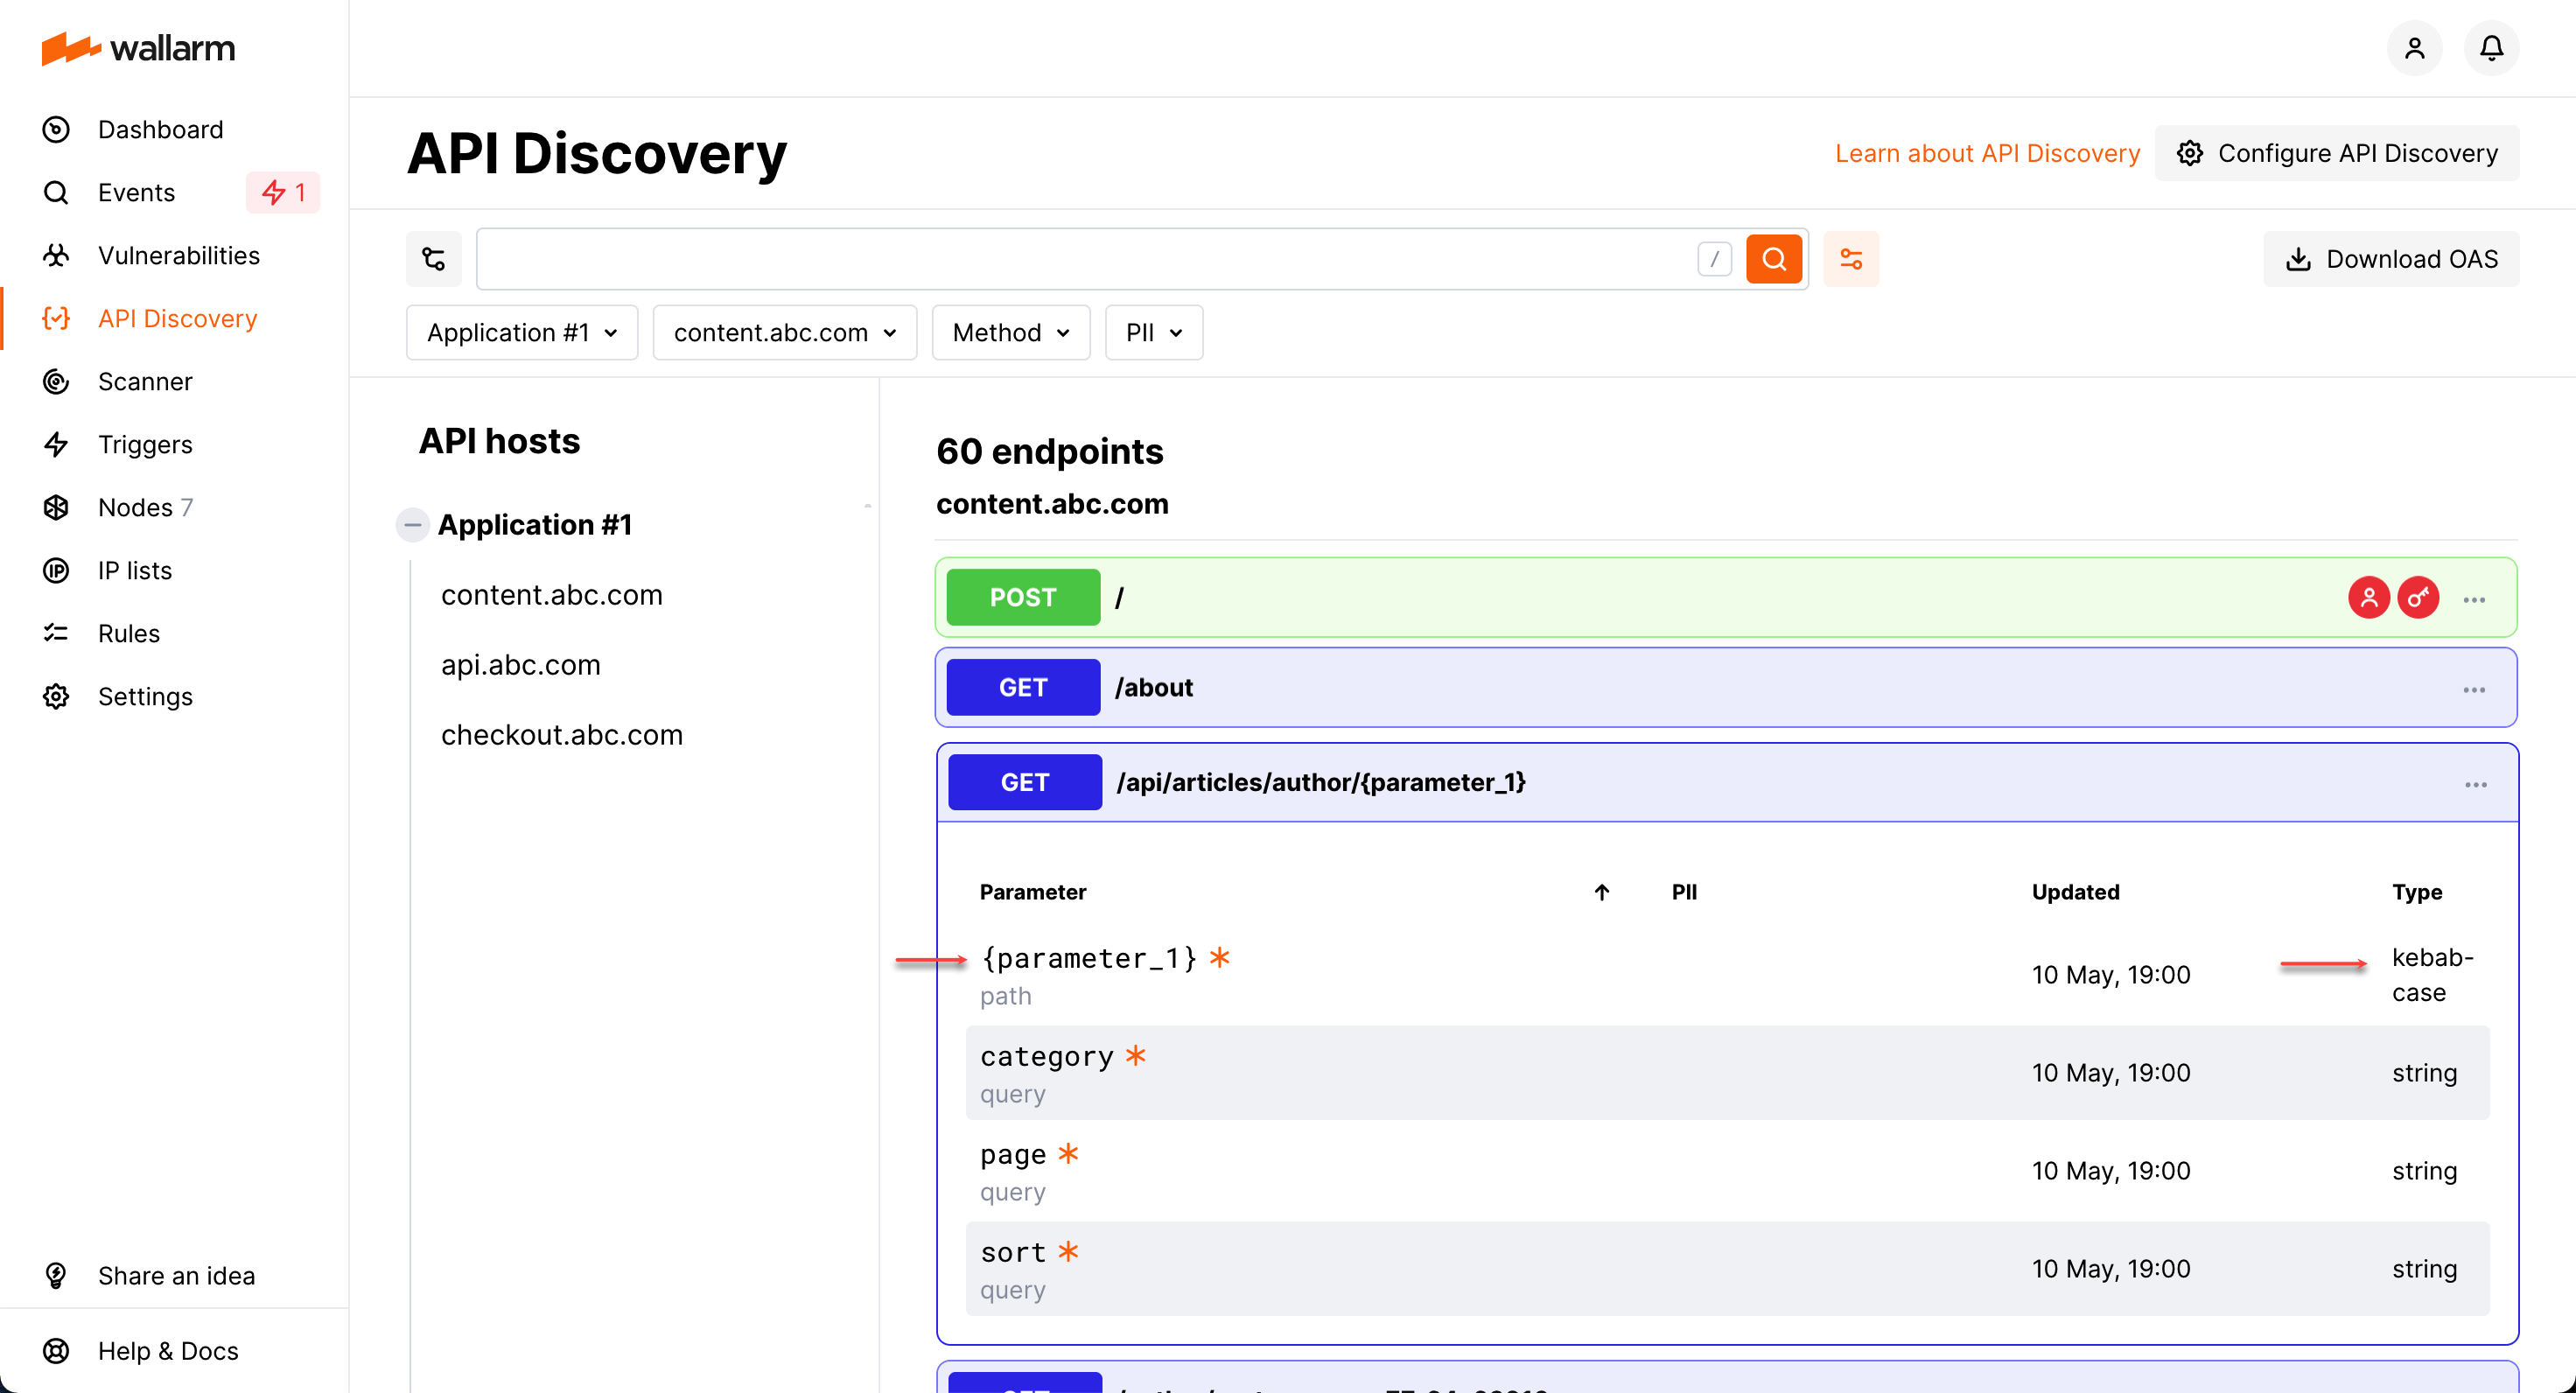 wallarm
Dashboard
Events
1
Vulnerabilities
API Discovery
Scanner
Triggers
Nodes 7
IP lists
Rules
Settings
Share an idea
Help & Docs
API Discovery
Learn about API Discovery
Configure API Discovery
/
Download OAS
Application #1
content.abc.com
Method
PII
API hosts
Application #1
content.abc.com
api.abc.com
checkout.abc.com
60 endpoints
content.abc.com
POST /
GET /about
GET /api/articles/author/{parameter_1}
Parameter PII Updated Type
{parameter_1} *
path
10 May, 19:00
kebab-
case
category *
query
10 May, 19:00
string
page *
query
10 May, 19:00
string
sort *
query
10 May, 19:00
string
GET